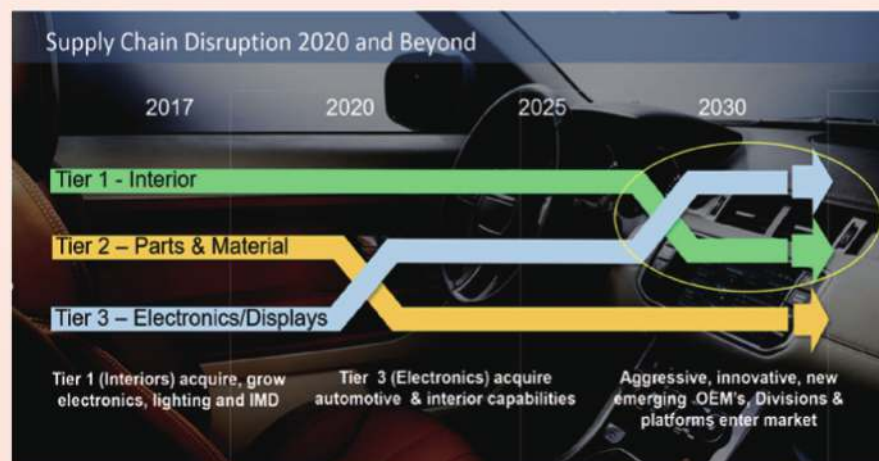 Supply Chain Disruption 2020 and Beyond
2017 2020 2025 2030
Tier 1 - Interior
Tier 2 – Parts & Material
Tier 3 – Electronics/Displays
Tier 1 (Interiors) acquire, grow
electronics, lighting and IMD
Tier 3 (Electronics) acquire
automotive & interior capabilities
Aggressive, innovative, new
emerging OEM's, Divisions &
platforms enter market